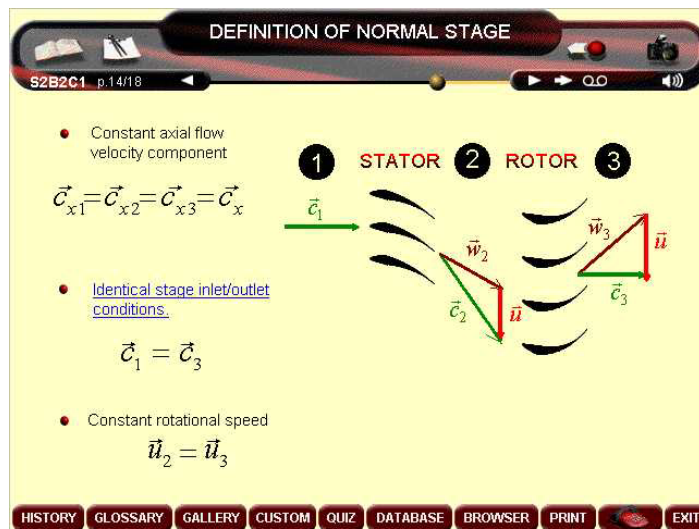 DEFINITION OF NORMAL STAGE
S2B2C1 p.14/18
Constant axial flow
velocity component
c⃗x1=c⃗x2=c⃗x3=c⃗x
Identical stage inlet/outlet
conditions.
c⃗1 = c⃗3
Constant rotational speed
u⃗2 = u⃗3
1 STATOR 2 ROTOR 3
c⃗1
w⃗2
c⃗2
u⃗
w⃗3
u⃗
c⃗3
HISTORY GLOSSARY GALLERY CUSTOM QUIZ DATABASE BROWSER PRINT EXIT